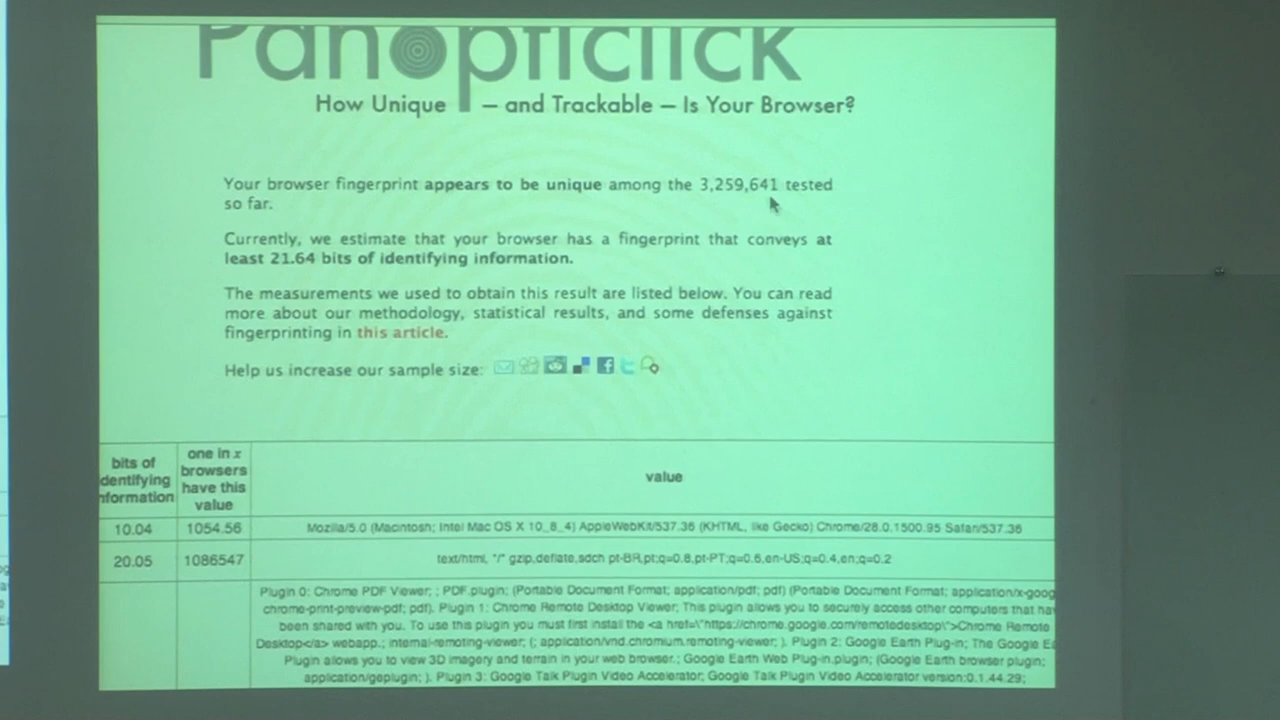 Panopticlick
How Unique – and Trackable – Is Your Browser?
Your browser fingerprint appears to be unique among the 3,259,641 tested
so far.
Currently, we estimate that your browser has a fingerprint that conveys at
least 21.64 bits of identifying information.
The measurements we used to obtain this result are listed below. You can read
more about our methodology, statistical results, and some defenses against
fingerprinting in this article.
Help us increase our sample size:
bits of
dentifying
nformation
one in x
browsers
have this
value
value
10.04 1054.56 Mozilla/5.0 (Macintosh; Intel Mac OS X 10_8_4) AppleWebKit/537.36 (KHTML, like Gecko) Chrome/28.0.1500.95 Safari/537.36
20.05 1086547 text/html, */* gzip,deflate,sdch pt-BR,pt;q=0.8,pt-PT;q=0.6,en-US;q=0.4,en;q=0.2
Plugin 0: Chrome PDF Viewer; ; PDF.plugin; (Portable Document Format; application/pdf; pdf) (Portable Document Format; application/x-goog
chrome-print-preview-pdf; pdf). Plugin 1: Chrome Remote Desktop Viewer; This plugin allows you to securely access other computers that hav
been shared with you. To use this plugin you must first install the <a href=\"https://chrome.google.com/remotedesktop\">Chrome Remote
Desktop</a> webapp.; internal-remoting-viewer; (; application/vnd.chromium.remoting-viewer; ). Plugin 2: Google Earth Plug-in; The Google Ea
Plugin allows you to view 3D imagery and terrain in your web browser.; Google Earth Web Plug-in.plugin; (Google Earth browser plugin;
application/geplugin; ). Plugin 3: Google Talk Plugin Video Accelerator; Google Talk Plugin Video Accelerator version:0.1.44.29;